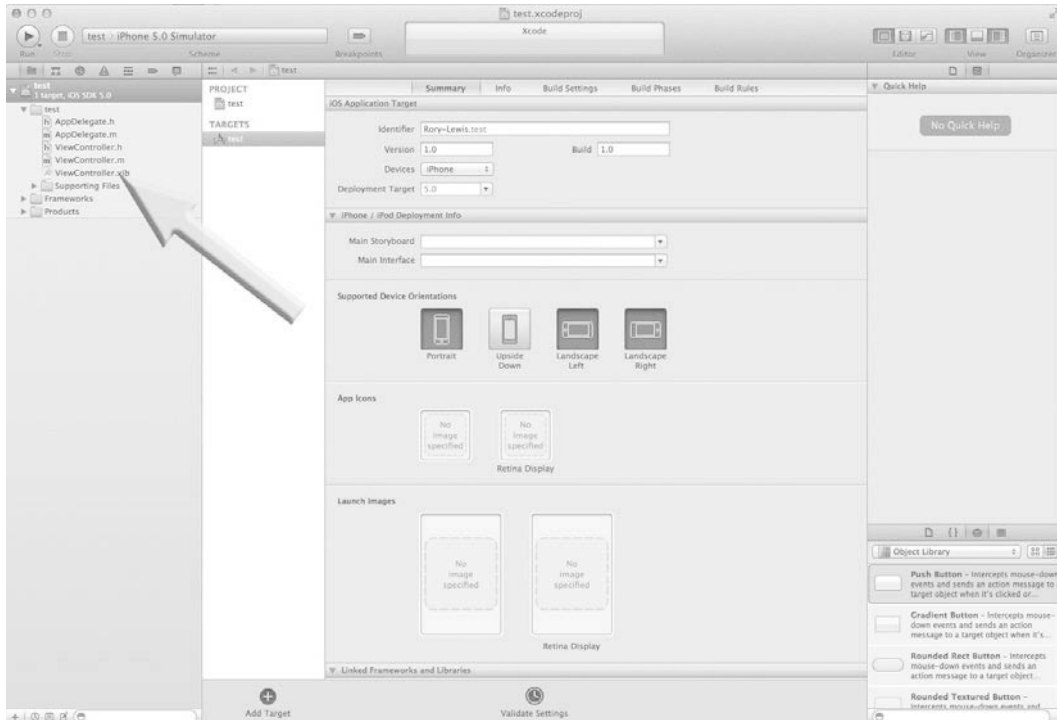 test.xcodeproj
test › iPhone 5.0 Simulator
Xcode
Run
Stop
Scheme
Breakpoints
Editor
View
Organizer
test
1 target, iOS SDK 5.0
test
AppDelegate.h
AppDelegate.m
ViewController.h
ViewController.m
ViewController.xib
Supporting Files
Frameworks
Products
test
PROJECT
test
TARGETS
test
Summary
Info
Build Settings
Build Phases
Build Rules
iOS Application Target
Identifier Rory-Lewis.test
Version 1.0
Build 1.0
Devices iPhone
Deployment Target 5.0
iPhone / iPod Deployment Info
Main Storyboard
Main Interface
Supported Device Orientations
Portrait
Upside Down
Landscape Left
Landscape Right
App Icons
No image specified
No image specified
Retina Display
Launch Images
No image specified
No image specified
Retina Display
Linked Frameworks and Libraries
Add Target
Validate Settings
Quick Help
No Quick Help
Object Library
Push Button - Intercepts mouse-down
events and sends an action message to
target object when it's clicked or...
Gradient Button - Intercepts mouse-
down events and sends an action
message to a target object when it's...
Rounded Rect Button - Intercepts
mouse-down events and sends an
action message to a target object...
Rounded Textured Button -
Intercepts mouse-down events and